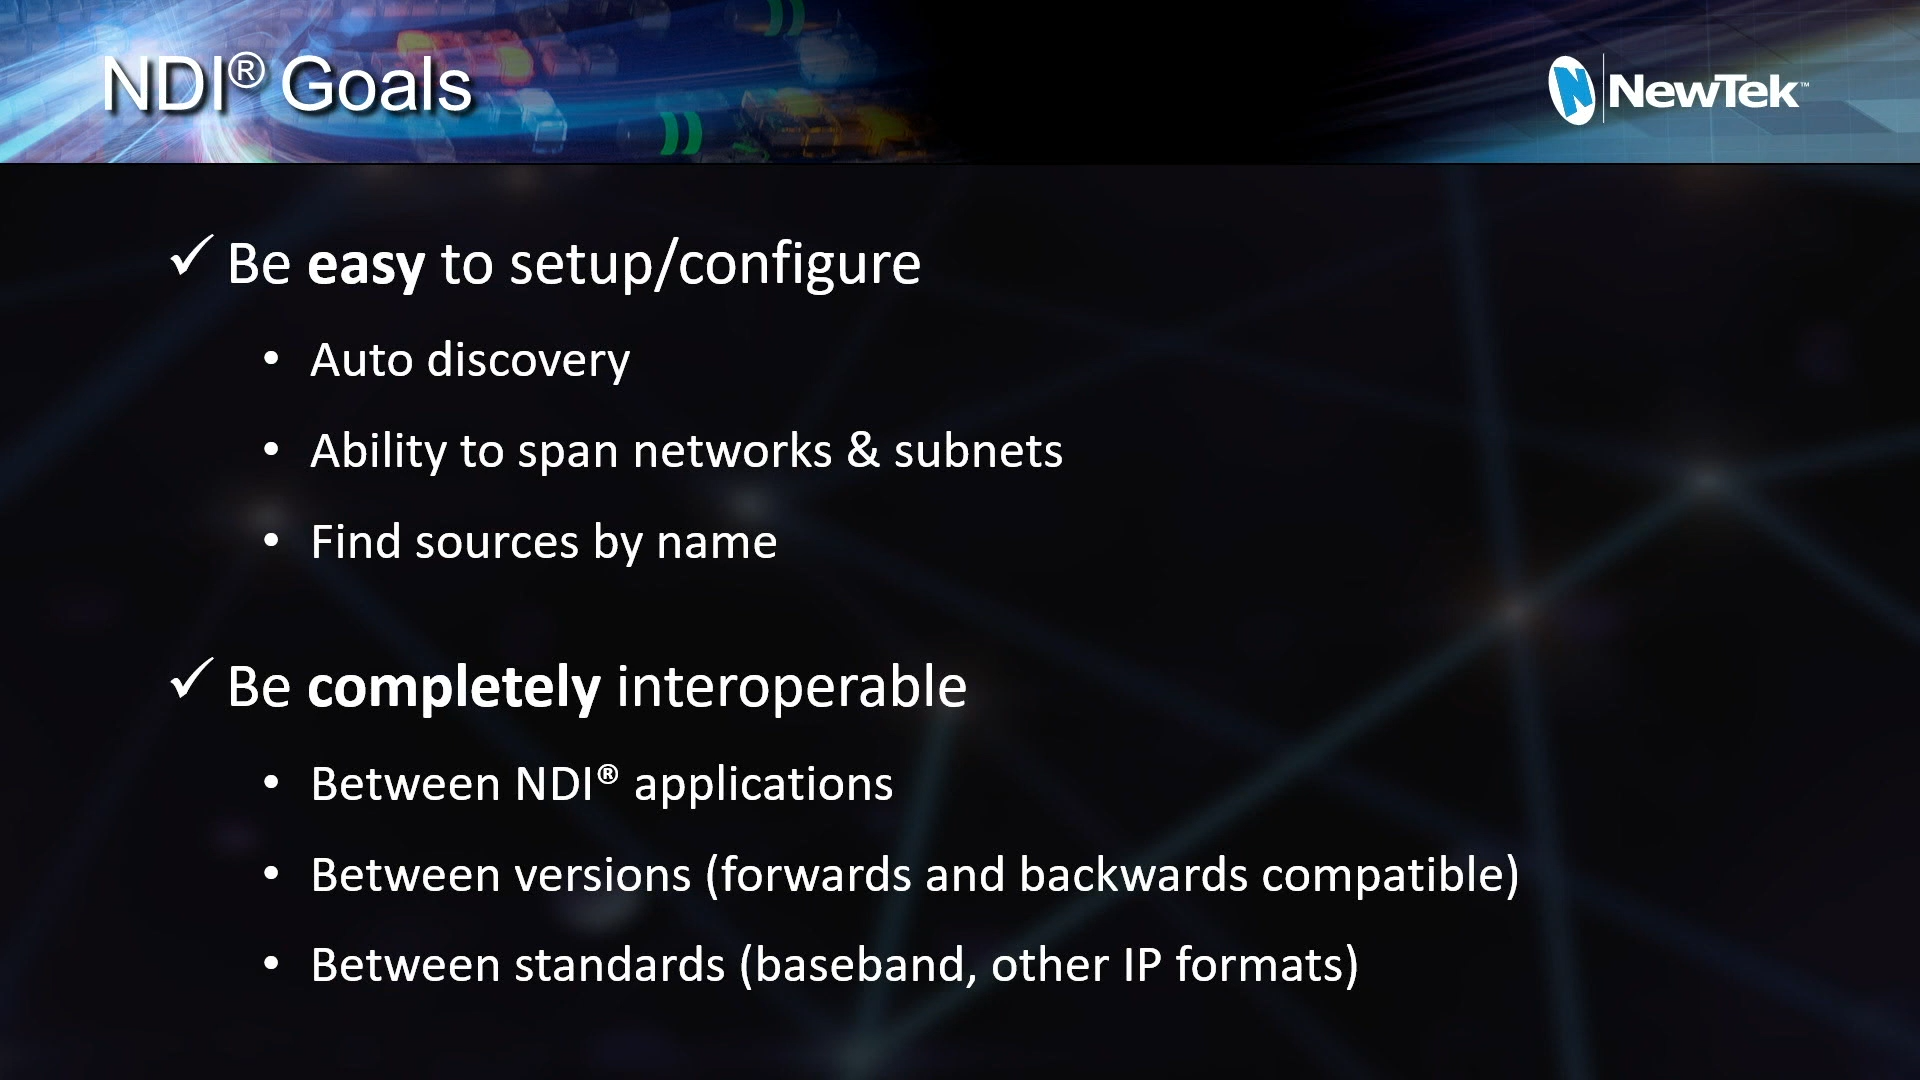 NDI® Goals
NewTek™
✓ Be easy to setup/configure
• Auto discovery
• Ability to span networks & subnets
• Find sources by name
✓ Be completely interoperable
• Between NDI® applications
• Between versions (forwards and backwards compatible)
• Between standards (baseband, other IP formats)